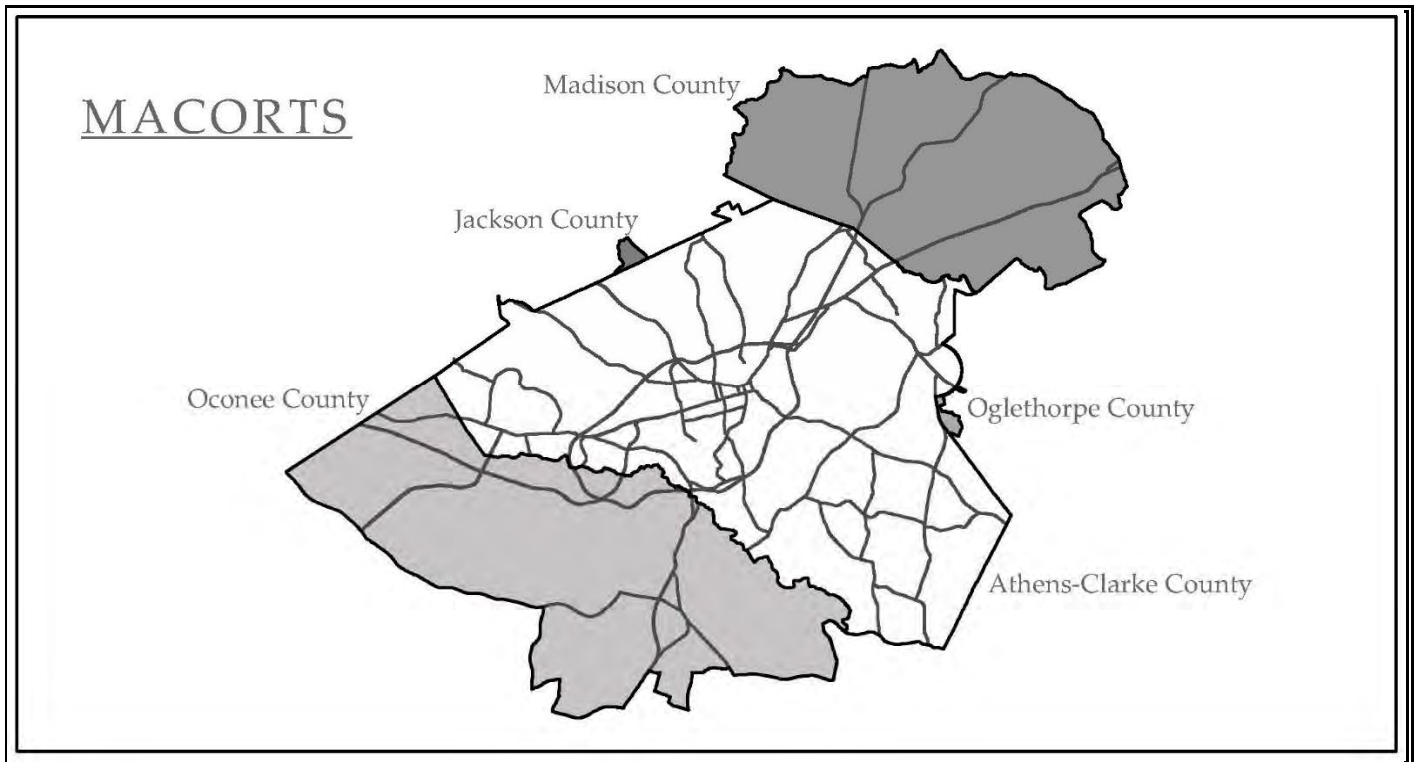 MACORTS
Madison County
Jackson County
Oconee County
Oglethorpe County
Athens-Clarke County